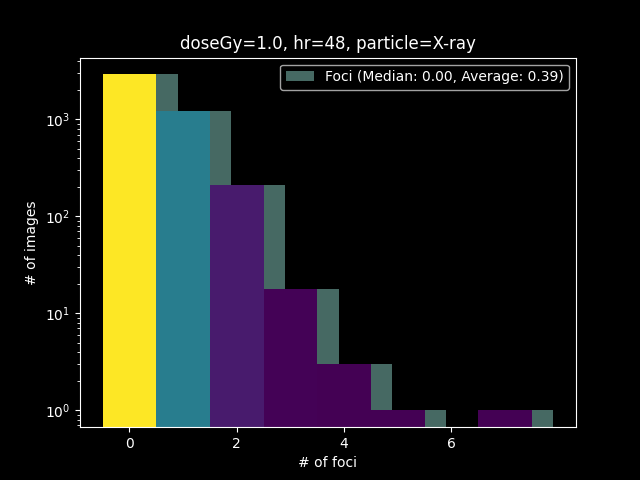 doseGy=1.0, hr=48, particle=X-ray
Foci (Median: 0.00, Average: 0.39)
# of images
10³
10²
10¹
10⁰
0 2 4 6
# of foci